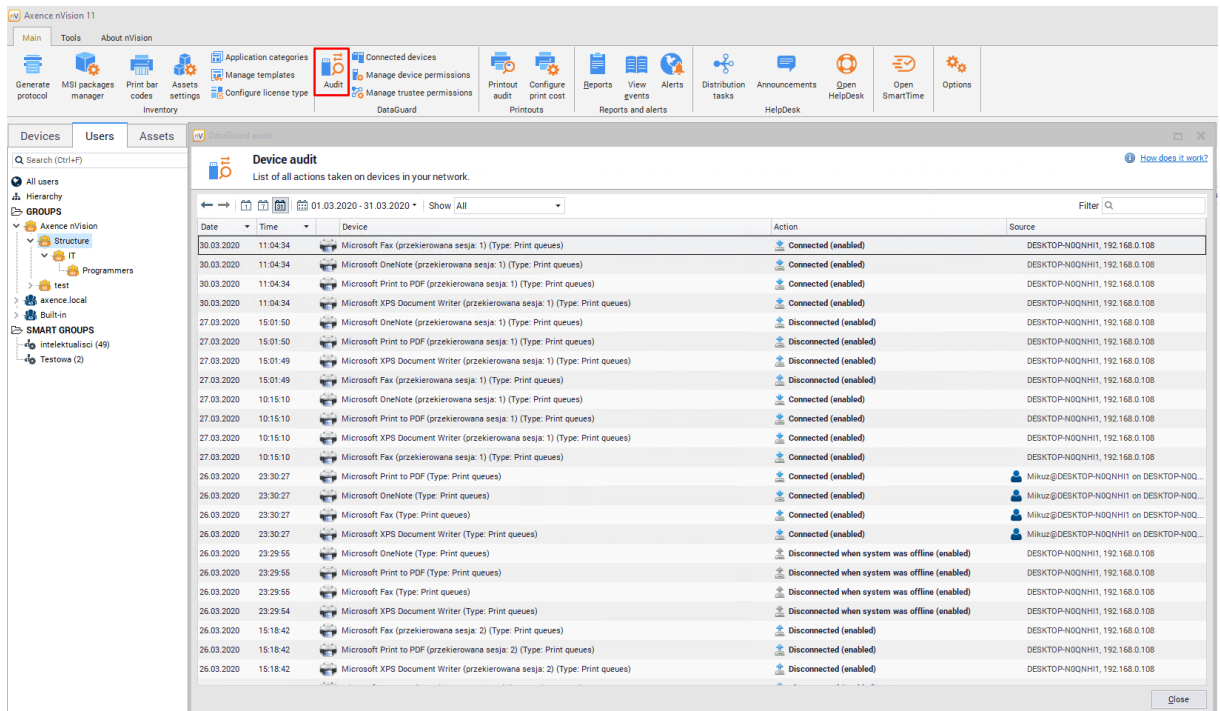 Axence nVision 11
Main Tools About nVision
Generate protocol
MSI packages manager
Print bar codes
Assets settings
Application categories
Manage templates
Configure license type
Inventory
Audit
Connected devices
Manage device permissions
Manage trustee permissions
DataGuard
Printout audit
Configure print cost
Printouts
Reports
View events
Alerts
Reports and alerts
Distribution tasks
Announcements
Open HelpDesk
HelpDesk
Open SmartTime
Options
Devices Users Assets
Search (Ctrl+F)
All users
Hierarchy
GROUPS
Axence nVision
Structure
IT
Programmers
test
axence.local
Built-in
SMART GROUPS
intelektualisci (49)
Testowa (2)
DataGuard audit
Device audit
How does it work?
List of all actions taken on devices in your network.
01.03.2020 - 31.03.2020 Show All Filter
Date Time Device Action Source
30.03.2020 11:04:34 Microsoft Fax (przekierowana sesja: 1) (Type: Print queues) Connected (enabled) DESKTOP-N0QNHI1, 192.168.0.108
30.03.2020 11:04:34 Microsoft OneNote (przekierowana sesja: 1) (Type: Print queues) Connected (enabled) DESKTOP-N0QNHI1, 192.168.0.108
30.03.2020 11:04:34 Microsoft Print to PDF (przekierowana sesja: 1) (Type: Print queues) Connected (enabled) DESKTOP-N0QNHI1, 192.168.0.108
30.03.2020 11:04:34 Microsoft XPS Document Writer (przekierowana sesja: 1) (Type: Print queues) Connected (enabled) DESKTOP-N0QNHI1, 192.168.0.108
27.03.2020 15:01:50 Microsoft OneNote (przekierowana sesja: 1) (Type: Print queues) Disconnected (enabled) DESKTOP-N0QNHI1, 192.168.0.108
27.03.2020 15:01:50 Microsoft Print to PDF (przekierowana sesja: 1) (Type: Print queues) Disconnected (enabled) DESKTOP-N0QNHI1, 192.168.0.108
27.03.2020 15:01:49 Microsoft XPS Document Writer (przekierowana sesja: 1) (Type: Print queues) Disconnected (enabled) DESKTOP-N0QNHI1, 192.168.0.108
27.03.2020 15:01:49 Microsoft Fax (przekierowana sesja: 1) (Type: Print queues) Disconnected (enabled) DESKTOP-N0QNHI1, 192.168.0.108
27.03.2020 10:15:10 Microsoft OneNote (przekierowana sesja: 1) (Type: Print queues) Connected (enabled) DESKTOP-N0QNHI1, 192.168.0.108
27.03.2020 10:15:10 Microsoft Print to PDF (przekierowana sesja: 1) (Type: Print queues) Connected (enabled) DESKTOP-N0QNHI1, 192.168.0.108
27.03.2020 10:15:10 Microsoft XPS Document Writer (przekierowana sesja: 1) (Type: Print queues) Connected (enabled) DESKTOP-N0QNHI1, 192.168.0.108
27.03.2020 10:15:10 Microsoft Fax (przekierowana sesja: 1) (Type: Print queues) Connected (enabled) DESKTOP-N0QNHI1, 192.168.0.108
26.03.2020 23:30:27 Microsoft Print to PDF (Type: Print queues) Connected (enabled) Mikuz@DESKTOP-N0QNHI1 on DESKTOP-N0Q...
26.03.2020 23:30:27 Microsoft OneNote (Type: Print queues) Connected (enabled) Mikuz@DESKTOP-N0QNHI1 on DESKTOP-N0Q...
26.03.2020 23:30:27 Microsoft Fax (Type: Print queues) Connected (enabled) Mikuz@DESKTOP-N0QNHI1 on DESKTOP-N0Q...
26.03.2020 23:30:27 Microsoft XPS Document Writer (Type: Print queues) Connected (enabled) Mikuz@DESKTOP-N0QNHI1 on DESKTOP-N0Q...
26.03.2020 23:29:55 Microsoft OneNote (Type: Print queues) Disconnected when system was offline (enabled) DESKTOP-N0QNHI1, 192.168.0.108
26.03.2020 23:29:55 Microsoft Print to PDF (Type: Print queues) Disconnected when system was offline (enabled) DESKTOP-N0QNHI1, 192.168.0.108
26.03.2020 23:29:55 Microsoft Fax (Type: Print queues) Disconnected when system was offline (enabled) DESKTOP-N0QNHI1, 192.168.0.108
26.03.2020 23:29:54 Microsoft XPS Document Writer (Type: Print queues) Disconnected when system was offline (enabled) DESKTOP-N0QNHI1, 192.168.0.108
26.03.2020 15:18:42 Microsoft Fax (przekierowana sesja: 2) (Type: Print queues) Disconnected (enabled) DESKTOP-N0QNHI1, 192.168.0.108
26.03.2020 15:18:42 Microsoft Print to PDF (przekierowana sesja: 2) (Type: Print queues) Disconnected (enabled) DESKTOP-N0QNHI1, 192.168.0.108
26.03.2020 15:18:42 Microsoft XPS Document Writer (przekierowana sesja: 2) (Type: Print queues) Disconnected (enabled) DESKTOP-N0QNHI1, 192.168.0.108
Close